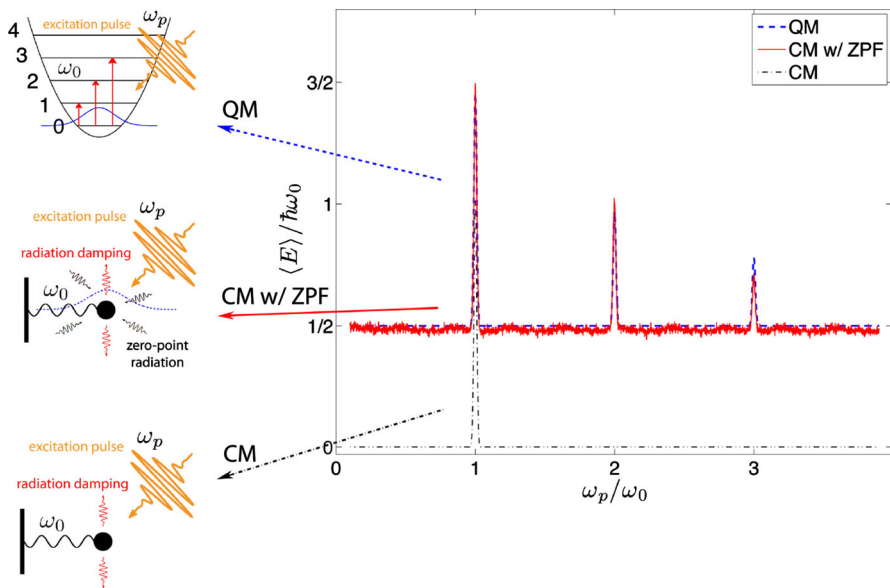 excitation pulse
ω_p
4
3
2
1
0
ω_0
QM
excitation pulse
ω_p
radiation damping
ω_0
zero-point
radiation
CM w/ ZPF
excitation pulse
ω_p
radiation damping
ω_0
CM
QM
CM w/ ZPF
CM
3/2
1
1/2
0
⟨E⟩/ħω_0
0
1
2
3
ω_p/ω_0